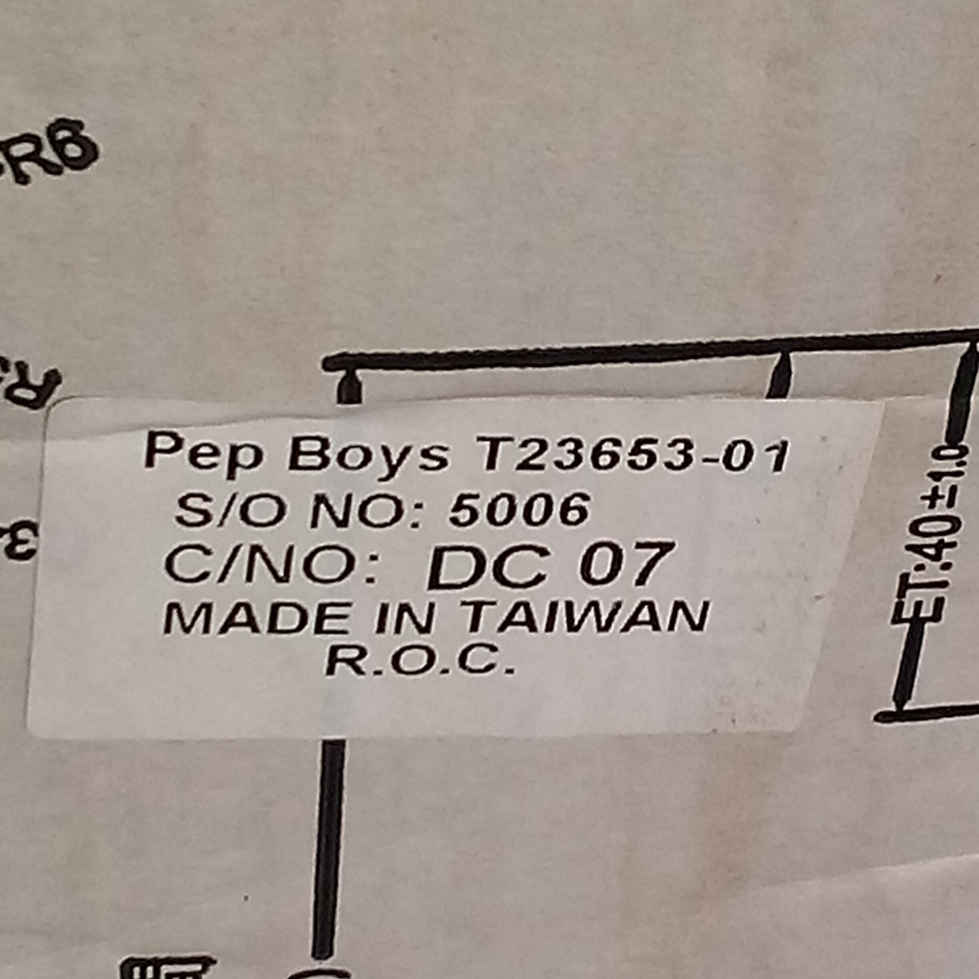 R6
Pep Boys T23653-01
S/O NO: 5006
C/NO: DC 07
MADE IN TAIWAN
R.O.C.
ET:40±1.0